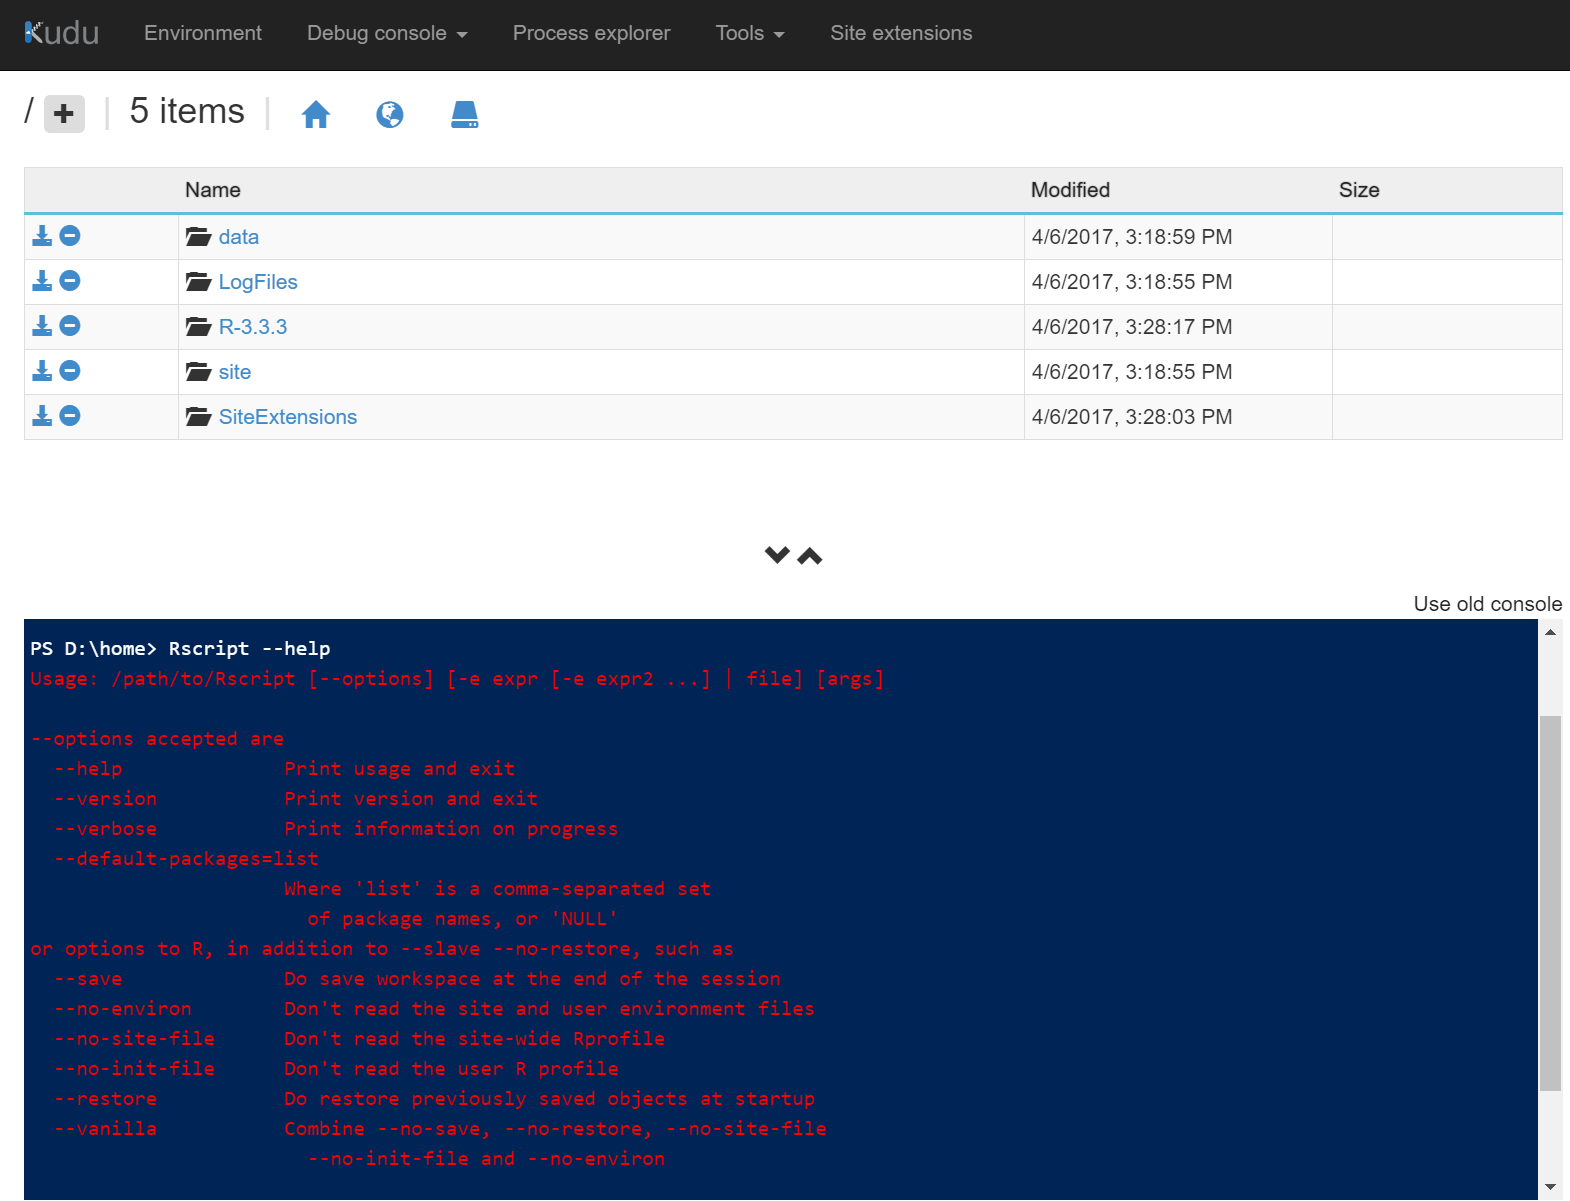 Kudu Environment Debug console Process explorer Tools Site extensions
/ 5 items
Name Modified Size
data 4/6/2017, 3:18:59 PM
LogFiles 4/6/2017, 3:18:55 PM
R-3.3.3 4/6/2017, 3:28:17 PM
site 4/6/2017, 3:18:55 PM
SiteExtensions 4/6/2017, 3:28:03 PM
Use old console
PS D:\home> Rscript --help
Usage: /path/to/Rscript [--options] [-e expr [-e expr2 ...] | file] [args]
--options accepted are
--help Print usage and exit
--version Print version and exit
--verbose Print information on progress
--default-packages=list
Where 'list' is a comma-separated set
of package names, or 'NULL'
or options to R, in addition to --slave --no-restore, such as
--save Do save workspace at the end of the session
--no-environ Don't read the site and user environment files
--no-site-file Don't read the site-wide Rprofile
--no-init-file Don't read the user R profile
--restore Do restore previously saved objects at startup
--vanilla Combine --no-save, --no-restore, --no-site-file
--no-init-file and --no-environ